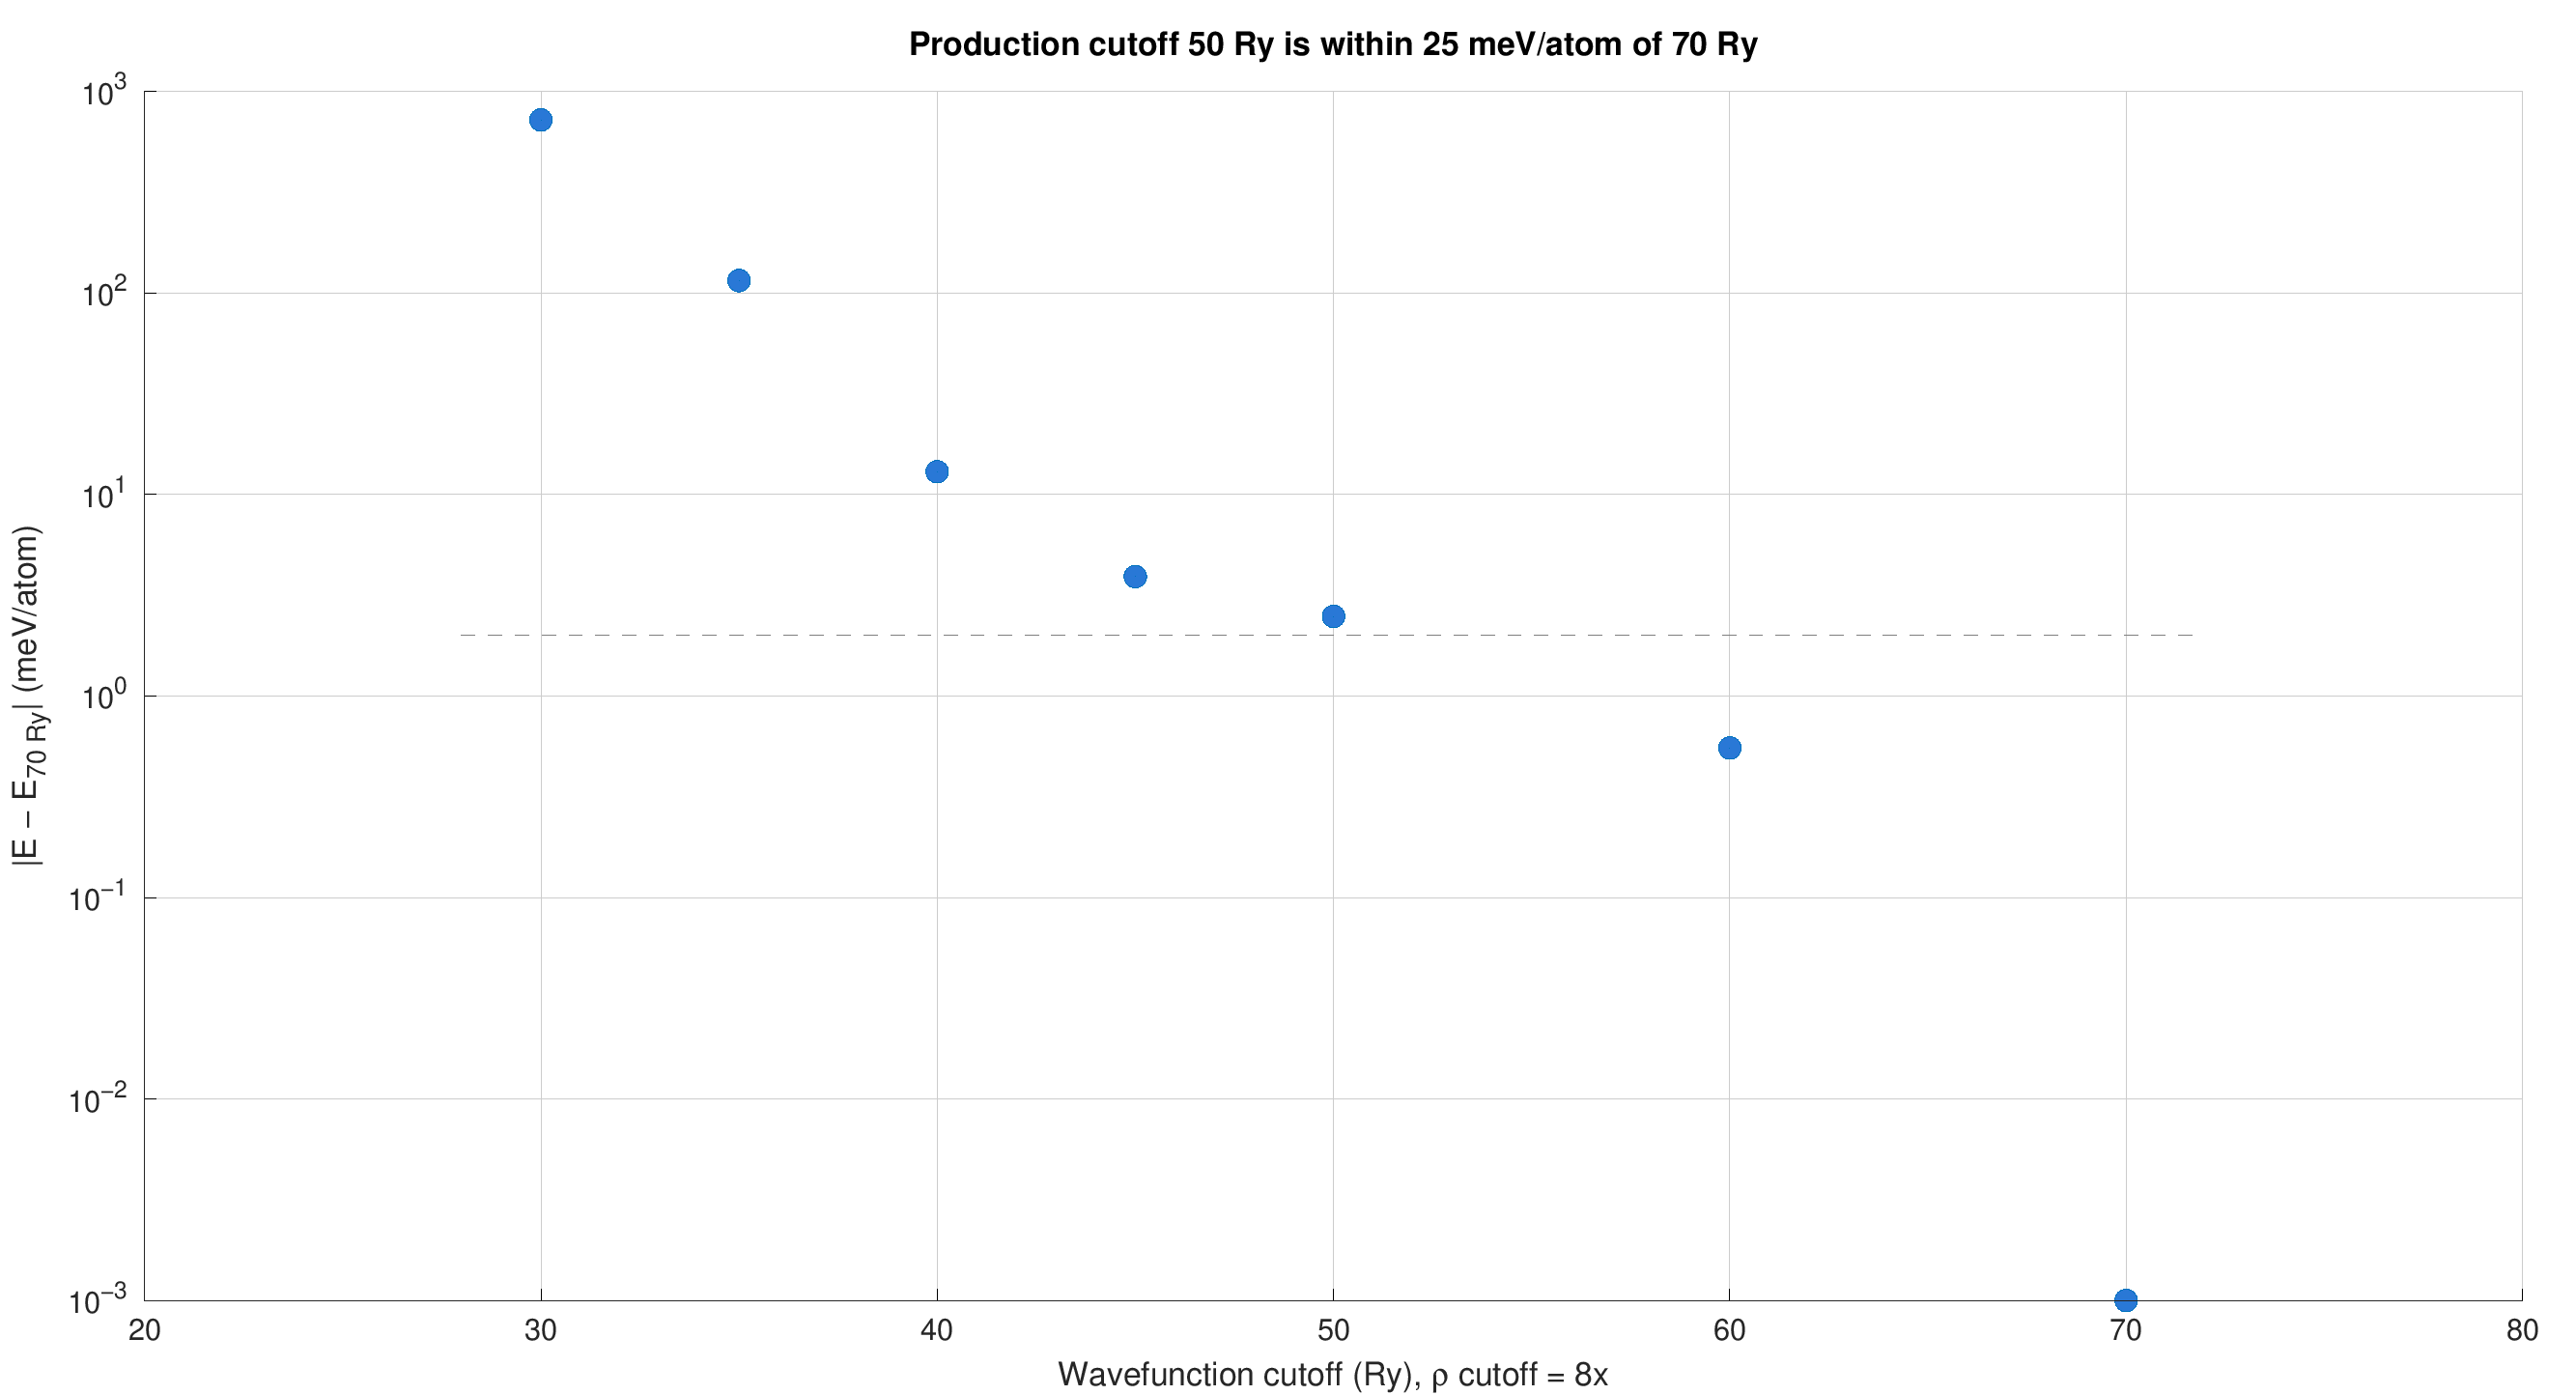 Production cutoff 50 Ry is within 25 meV/atom of 70 Ry
|E − E70 Ry| (meV/atom)
10^3
10^2
10^1
10^0
10^−1
10^−2
10^−3
20 30 40 50 60 70 80
Wavefunction cutoff (Ry), ρ cutoff = 8x